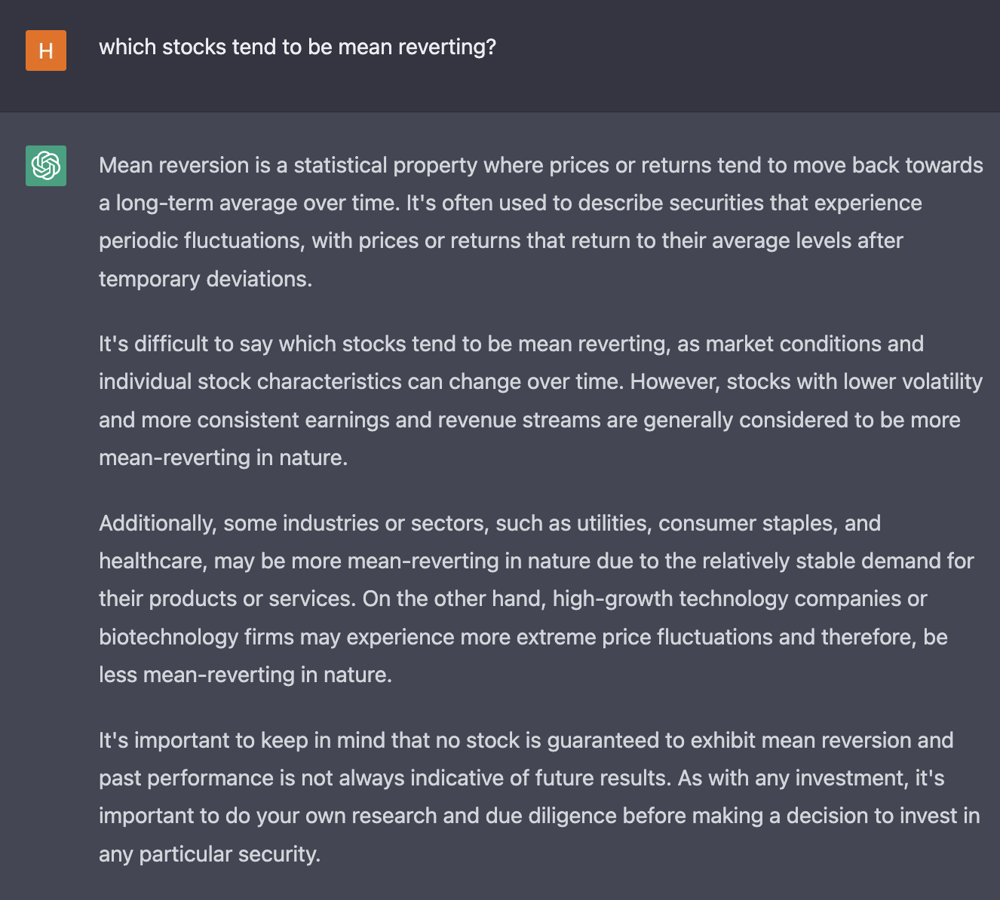 H
which stocks tend to be mean reverting?
Mean reversion is a statistical property where prices or returns tend to move back towards
a long-term average over time. It's often used to describe securities that experience
periodic fluctuations, with prices or returns that return to their average levels after
temporary deviations.
It's difficult to say which stocks tend to be mean reverting, as market conditions and
individual stock characteristics can change over time. However, stocks with lower volatility
and more consistent earnings and revenue streams are generally considered to be more
mean-reverting in nature.
Additionally, some industries or sectors, such as utilities, consumer staples, and
healthcare, may be more mean-reverting in nature due to the relatively stable demand for
their products or services. On the other hand, high-growth technology companies or
biotechnology firms may experience more extreme price fluctuations and therefore, be
less mean-reverting in nature.
It's important to keep in mind that no stock is guaranteed to exhibit mean reversion and
past performance is not always indicative of future results. As with any investment, it's
important to do your own research and due diligence before making a decision to invest in
any particular security.